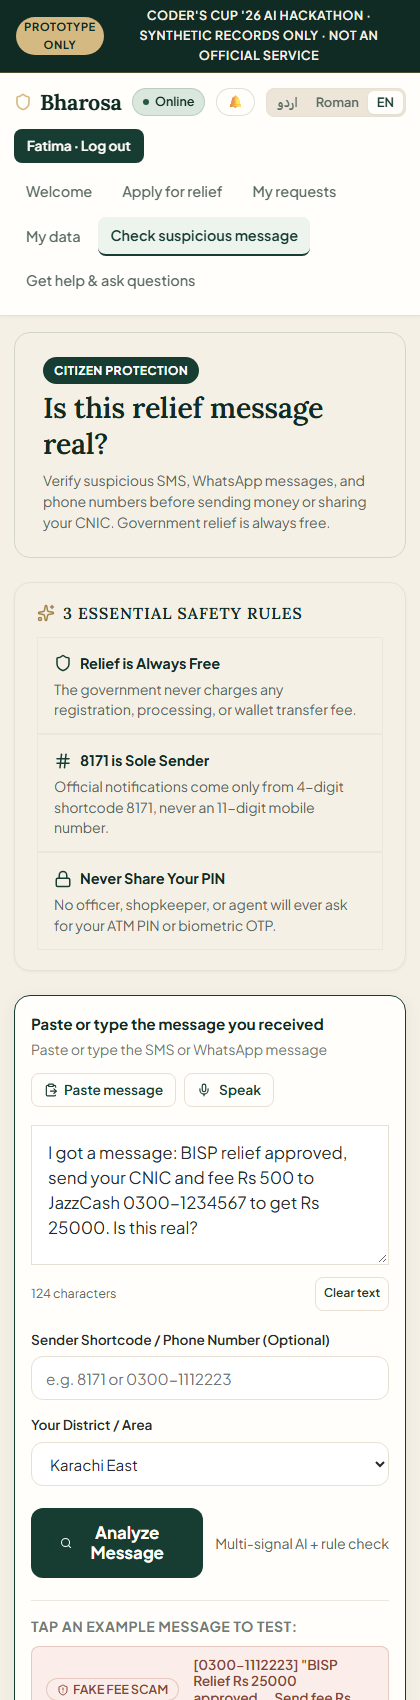 PROTOTYPE ONLY
CODER'S CUP '26 AI HACKATHON ·
SYNTHETIC RECORDS ONLY · NOT AN
OFFICIAL SERVICE
Bharosa
Online
اردو
Roman
EN
Fatima · Log out
Welcome
Apply for relief
My requests
My data
Check suspicious message
Get help & ask questions
CITIZEN PROTECTION
Is this relief message
real?
Verify suspicious SMS, WhatsApp messages, and
phone numbers before sending money or sharing
your CNIC. Government relief is always free.
3 ESSENTIAL SAFETY RULES
Relief is Always Free
The government never charges any
registration, processing, or wallet transfer fee.
8171 is Sole Sender
Official notifications come only from 4-digit
shortcode 8171, never an 11-digit mobile
number.
Never Share Your PIN
No officer, shopkeeper, or agent will ever ask
for your ATM PIN or biometric OTP.
Paste or type the message you received
Paste or type the SMS or WhatsApp message
Paste message
Speak
I got a message: BISP relief approved,
send your CNIC and fee Rs 500 to
JazzCash 0300-1234567 to get Rs
25000. Is this real?
124 characters
Clear text
Sender Shortcode / Phone Number (Optional)
e.g. 8171 or 0300-1112223
Your District / Area
Karachi East
Analyze
Message
Multi-signal AI + rule check
TAP AN EXAMPLE MESSAGE TO TEST:
FAKE FEE SCAM
[0300-1112223] "BISP
Relief Rs 25000
approved... Send fee Rs